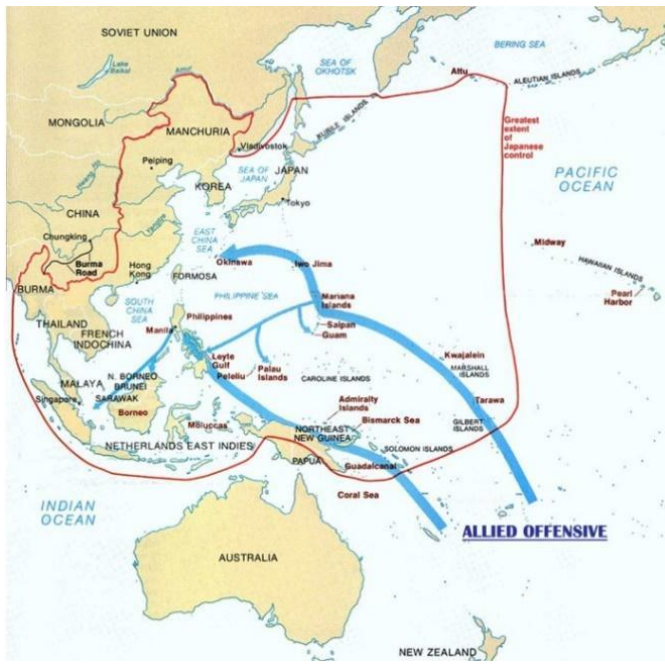 SOVIET UNION
BERING SEA
SEA OF
OKHOTSK
Lake
Baikal
Amur
Attu
ALEUTIAN ISLANDS
MONGOLIA
MANCHURIA
KURILE ISLANDS
Greatest
extent
of
Japanese
control
Vladivostok
Peiping
SEA OF
JAPAN
JAPAN
KOREA
Tokyo
PACIFIC
OCEAN
CHINA
Chungking
Yangtze
EAST
CHINA
SEA
Midway
Burma
Road
Okinawa
Iwo Jima
HAWAIIAN ISLANDS
BURMA
Hong
Kong
FORMOSA
Pearl
Harbor
SOUTH
CHINA
SEA
PHILIPPINE SEA
Mariana
Islands
THAILAND
Manila
Philippines
Saipan
Guam
FRENCH
INDOCHINA
Leyte
Gulf
Peleliu
Palau
Islands
Kwajalein
MARSHALL
ISLANDS
CAROLINE ISLANDS
MALAYA
N. BORNEO
BRUNEI
SARAWAK
Singapore
Borneo
Moluccas
Admiralty
Islands
Tarawa
GILBERT
ISLANDS
Bismarck Sea
NORTHEAST
NEW GUINEA
NETHERLANDS EAST INDIES
PAPUA
SOLOMON ISLANDS
Guadalcanal
Coral Sea
INDIAN
OCEAN
ALLIED OFFENSIVE
AUSTRALIA
NEW ZEALAND